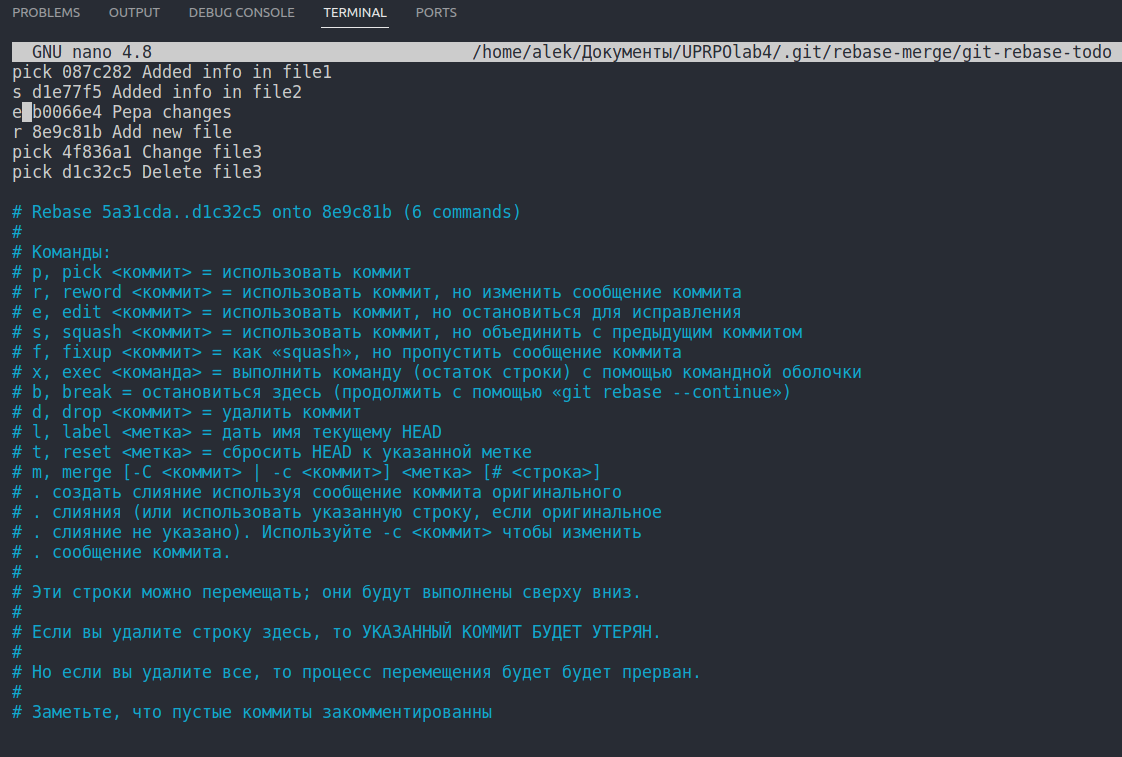 PROBLEMS OUTPUT DEBUG CONSOLE TERMINAL PORTS
GNU nano 4.8 /home/alek/Документы/UPRPOlab4/.git/rebase-merge/git-rebase-todo
pick 087c282 Added info in file1
s d1e77f5 Added info in file2
e b0066e4 Pepa changes
r 8e9c81b Add new file
pick 4f836a1 Change file3
pick d1c32c5 Delete file3
# Rebase 5a31cda..d1c32c5 onto 8e9c81b (6 commands)
#
# Команды:
# p, pick <коммит> = использовать коммит
# r, reword <коммит> = использовать коммит, но изменить сообщение коммита
# e, edit <коммит> = использовать коммит, но остановиться для исправления
# s, squash <коммит> = использовать коммит, но объединить с предыдущим коммитом
# f, fixup <коммит> = как «squash», но пропустить сообщение коммита
# x, exec <команда> = выполнить команду (остаток строки) с помощью командной оболочки
# b, break = остановиться здесь (продолжить с помощью «git rebase --continue»)
# d, drop <коммит> = удалить коммит
# l, label <метка> = дать имя текущему HEAD
# t, reset <метка> = сбросить HEAD к указанной метке
# m, merge [-C <коммит> | -c <коммит>] <метка> [# <строка>]
# . создать слияние используя сообщение коммита оригинального
# . слияния (или использовать указанную строку, если оригинальное
# . слияние не указано). Используйте -c <коммит> чтобы изменить
# . сообщение коммита.
#
# Эти строки можно перемещать; они будут выполнены сверху вниз.
#
# Если вы удалите строку здесь, то УКАЗАННЫЙ КОММИТ БУДЕТ УТЕРЯН.
#
# Но если вы удалите все, то процесс перемещения будет будет прерван.
#
# Заметьте, что пустые коммиты закомментированны